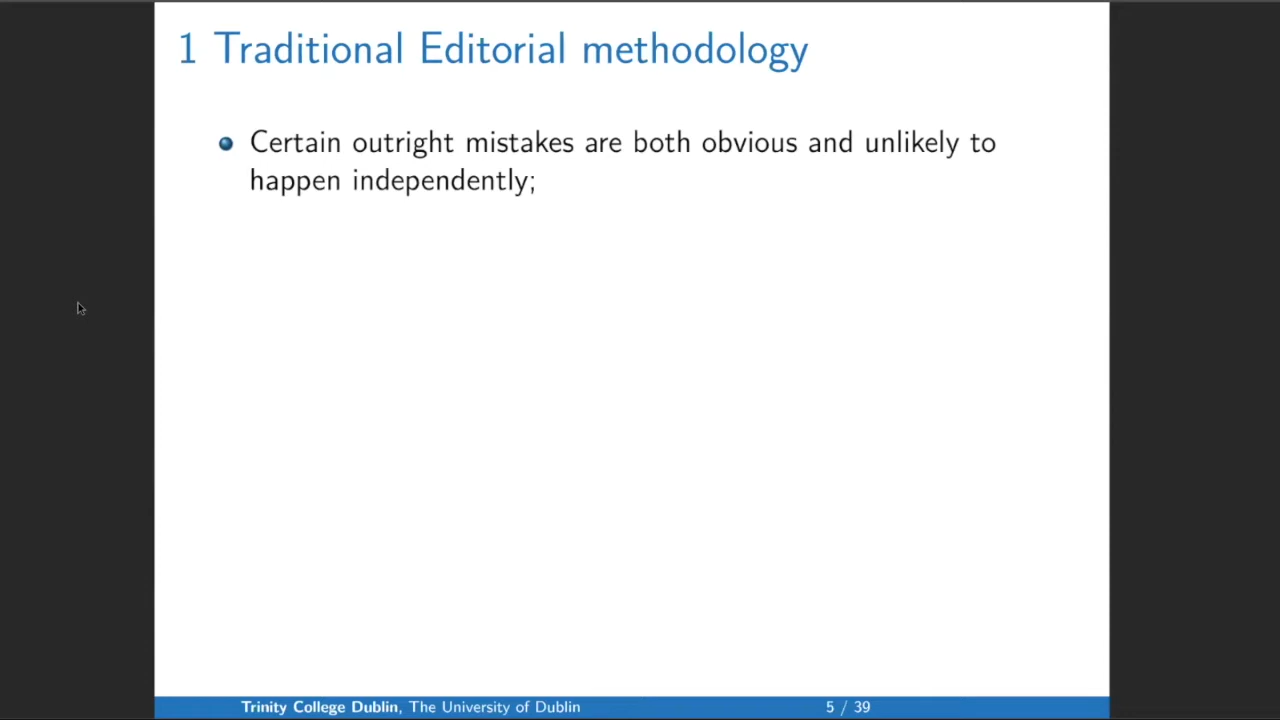 1 Traditional Editorial methodology
Certain outright mistakes are both obvious and unlikely to
happen independently;
Trinity College Dublin, The University of Dublin 5 / 39